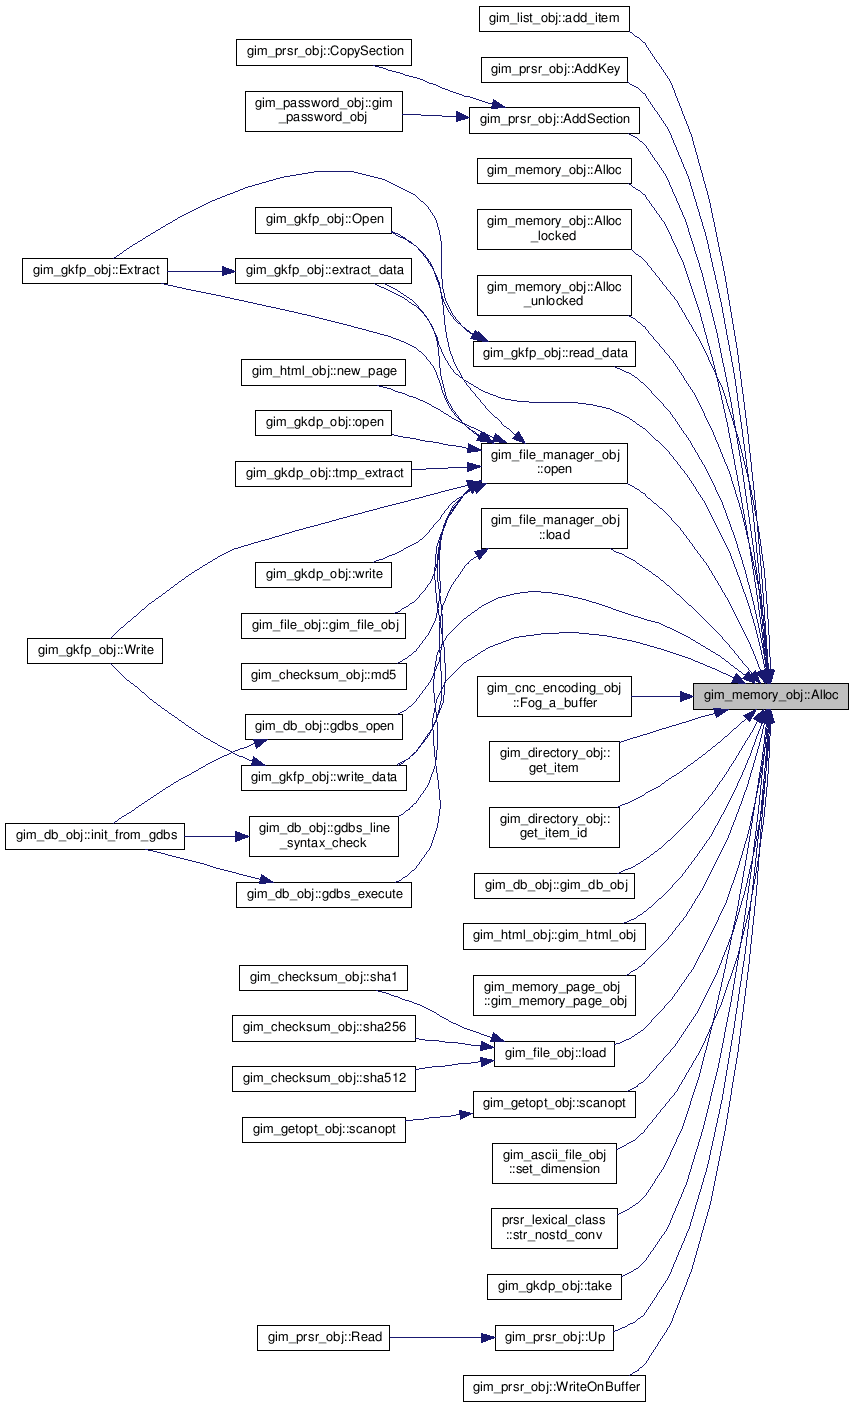 gim_list_obj::add_item
gim_prsr_obj::CopySection
gim_prsr_obj::AddKey
gim_password_obj::gim
_password_obj
gim_prsr_obj::AddSection
gim_memory_obj::Alloc
gim_memory_obj::Alloc
_locked
gim_gkfp_obj::Open
gim_gkfp_obj::Extract
gim_gkfp_obj::extract_data
gim_memory_obj::Alloc
_unlocked
gim_gkfp_obj::read_data
gim_html_obj::new_page
gim_gkdp_obj::open
gim_file_manager_obj
::open
gim_gkdp_obj::tmp_extract
gim_file_manager_obj
::load
gim_gkdp_obj::write
gim_file_obj::gim_file_obj
gim_gkfp_obj::Write
gim_checksum_obj::md5
gim_cnc_encoding_obj
::Fog_a_buffer
gim_memory_obj::Alloc
gim_db_obj::gdbs_open
gim_directory_obj::
get_item
gim_gkfp_obj::write_data
gim_directory_obj::
get_item_id
gim_db_obj::init_from_gdbs
gim_db_obj::gdbs_line
_syntax_check
gim_db_obj::gdbs_execute
gim_db_obj::gim_db_obj
gim_html_obj::gim_html_obj
gim_checksum_obj::sha1
gim_memory_page_obj
::gim_memory_page_obj
gim_checksum_obj::sha256
gim_file_obj::load
gim_checksum_obj::sha512
gim_getopt_obj::scanopt
gim_getopt_obj::scanopt
gim_ascii_file_obj
::set_dimension
prsr_lexical_class
::str_nostd_conv
gim_gkdp_obj::take
gim_prsr_obj::Read
gim_prsr_obj::Up
gim_prsr_obj::WriteOnBuffer